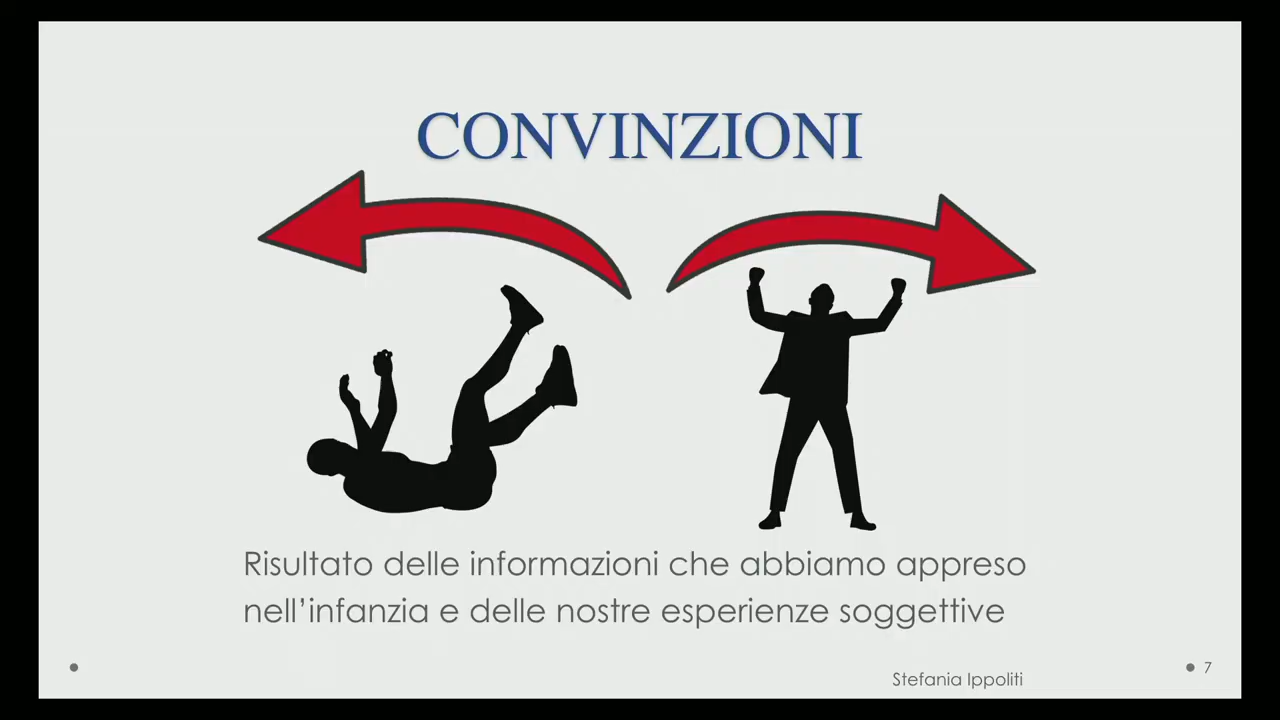 CONVINZIONI
Risultato delle informazioni che abbiamo appreso
nell’infanzia e delle nostre esperienze soggettive
Stefania Ippoliti
7